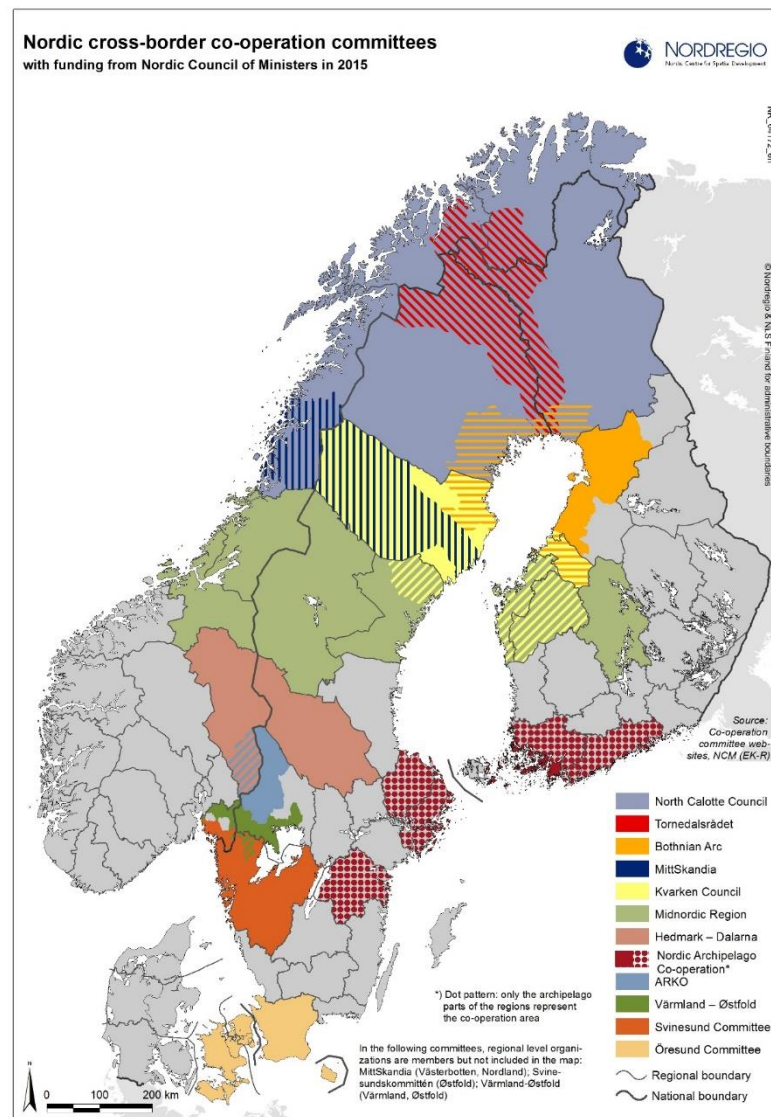 Nordic cross-border co-operation committees
with funding from Nordic Council of Ministers in 2015
NORDREGIO
Nordic Centre for Spatial Development
© Nordregio & NLS Finland for administrative boundaries
Source:
Co-operation
committee web-
sites, NCM (EK-R)
North Calotte Council
Tornedalsrådet
Bothnian Arc
MittSkandia
Kvarken Council
Midnordic Region
Hedmark – Dalarna
Nordic Archipelago
Co-operation*
ARKO
Värmland – Østfold
Svinesund Committee
Öresund Committee
Regional boundary
National boundary
*) Dot pattern: only the archipelago
parts of the regions represent
the co-operation area
In the following committees, regional level organi-
zations are members but not included in the map:
MittSkandia (Västerbotten, Nordland); Svine-
sundskommittén (Østfold); Värmland-Østfold
(Värmland, Østfold)
N
0 100 200 km